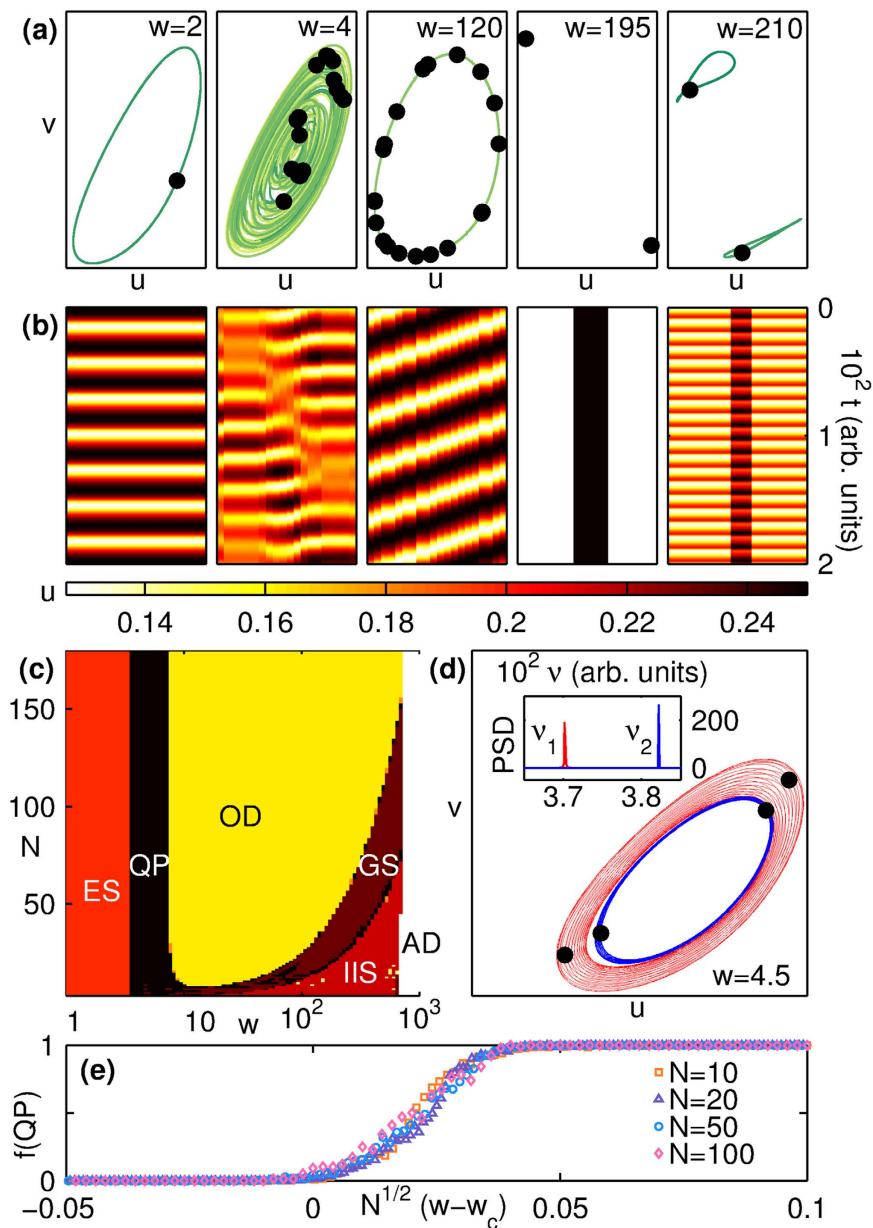 (a)
w=2
w=4
w=120
w=195
w=210
v
u
u
u
u
u
(b)
0
1
2
10² t (arb. units)
u
0.14
0.16
0.18
0.2
0.22
0.24
(c)
150
100
N
50
ES
QP
OD
GS
IIS
AD
1
10
w
10²
10³
(d)
10² ν (arb. units)
PSD
ν₁
ν₂
200
0
3.7
3.8
v
w=4.5
u
(e)
1
f(QP)
0
N=10
N=20
N=50
N=100
−0.05
0
0.05
0.1
N^1/2 (w−w_c)